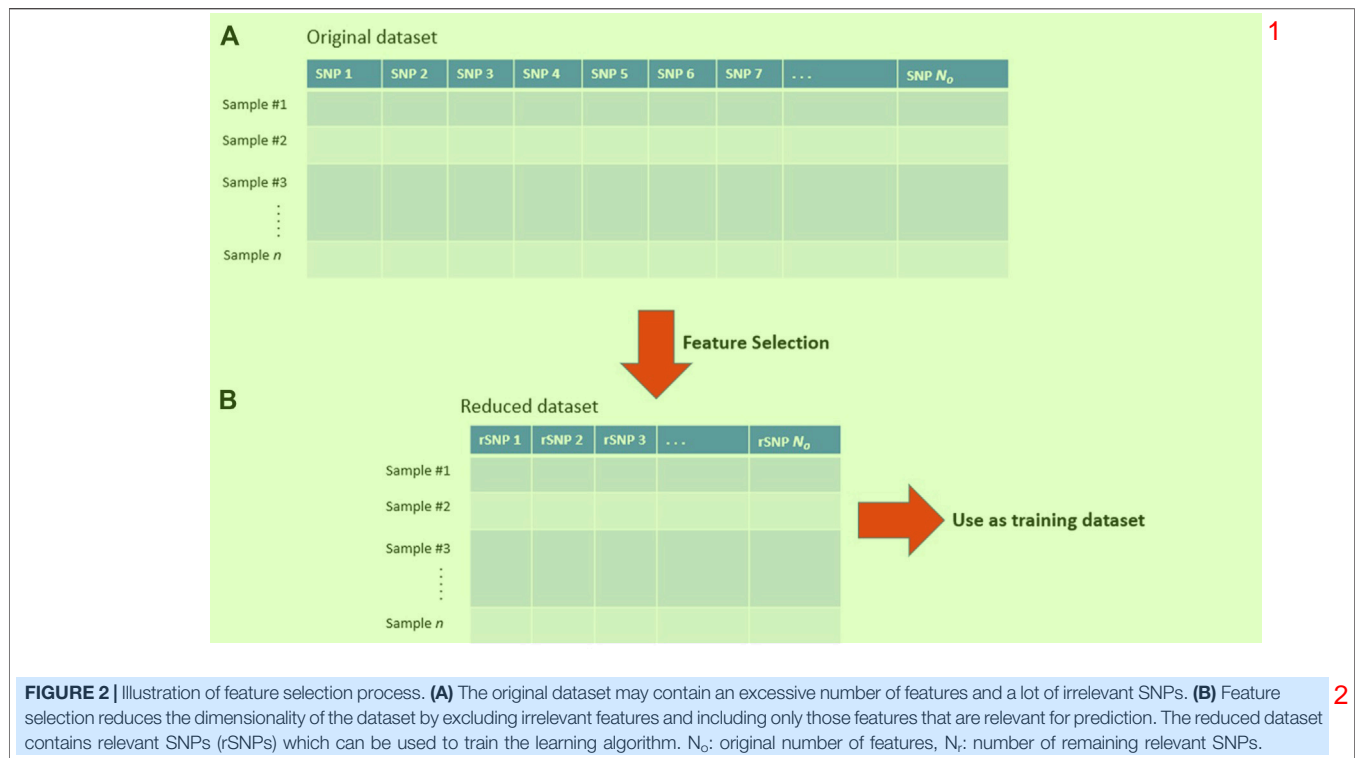 A
Original dataset
1
SNP 1 SNP 2 SNP 3 SNP 4 SNP 5 SNP 6 SNP 7 . . . SNP Nₒ
Sample #1
Sample #2
Sample #3
Sample n
Feature Selection
B
Reduced dataset
rSNP 1 rSNP 2 rSNP 3 . . . rSNP Nₒ
Sample #1
Sample #2
Sample #3
Sample n
Use as training dataset
FIGURE 2 | Illustration of feature selection process. (A) The original dataset may contain an excessive number of features and a lot of irrelevant SNPs. (B) Feature
selection reduces the dimensionality of the dataset by excluding irrelevant features and including only those features that are relevant for prediction. The reduced dataset
contains relevant SNPs (rSNPs) which can be used to train the learning algorithm. Nₒ: original number of features, Nᵣ: number of remaining relevant SNPs.
2